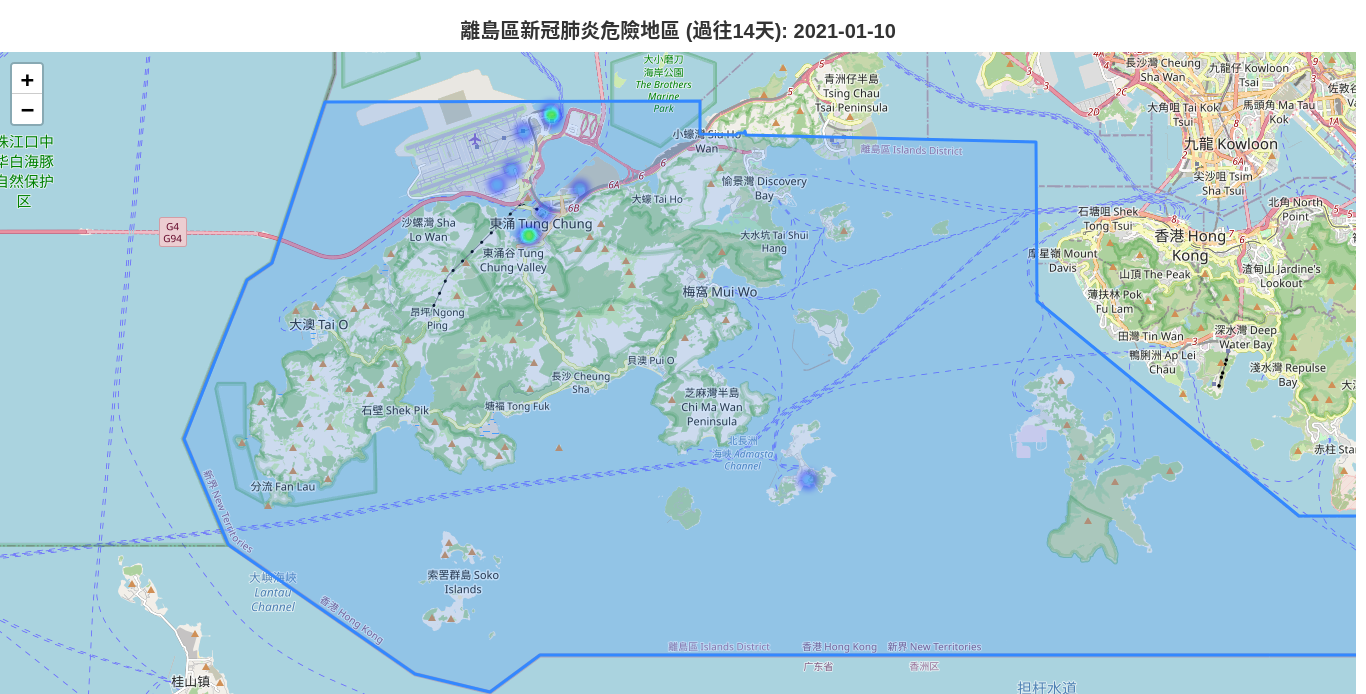 離島區新冠肺炎危險地區 (過往14天): 2021-01-10
+
−
珠江口中
华白海豚
自然保护
区
G4
G94
大小磨刀
海岸公園
The Brothers
Marine
Park
青洲仔半島
Tsing Chau
Tsai Peninsula
長沙灣 Cheung
Sha Wan
九龍仔 Kowloon
Tsai
大角咀 Tai Kok
Tsui
馬頭角 Ma Tau
Kok
九龍 Kowloon
尖沙咀 Tsim
Sha Tsui
小蠔灣 Siu Ho
Wan
離島區 Islands District
愉景灣 Discovery
Bay
大蠔 Tai Ho
大水坑 Tai Shui
Hang
沙螺灣 Sha
Lo Wan
東涌 Tung Chung
東涌谷 Tung
Chung Valley
5
5
5
5
3
3
2D
2C
1A
6
6
6A
6B
石塘咀 Shek
Tong Tsui
北角 North
Point
香港 Hong
Kong
摩星嶺 Mount
Davis
山頂 The Peak
渣甸山 Jardine's
Lookout
薄扶林 Pok
Fu Lam
田灣 Tin Wan
深水灣 Deep
Water Bay
鴨脷洲 Ap Lei
Chau
淺水灣 Repulse
Bay
3
赤柱 Sta
梅窩 Mui Wo
昂坪 Ngong
Ping
大澳 Tai O
貝澳 Pui O
長沙 Cheung
Sha
塘福 Tong Fuk
石壁 Shek Pik
芝麻灣半島
Chi Ma Wan
Peninsula
北長洲
海峽 Adamasta
Channel
分流 Fan Lau
新界 New Territories
大嶼海峽
Lantau
Channel
索罟群島 Soko
Islands
香港 Hong Kong
桂山镇
離島區 Islands District
香港 Hong Kong
新界 New Territories
广东省
香洲区
担杆水道